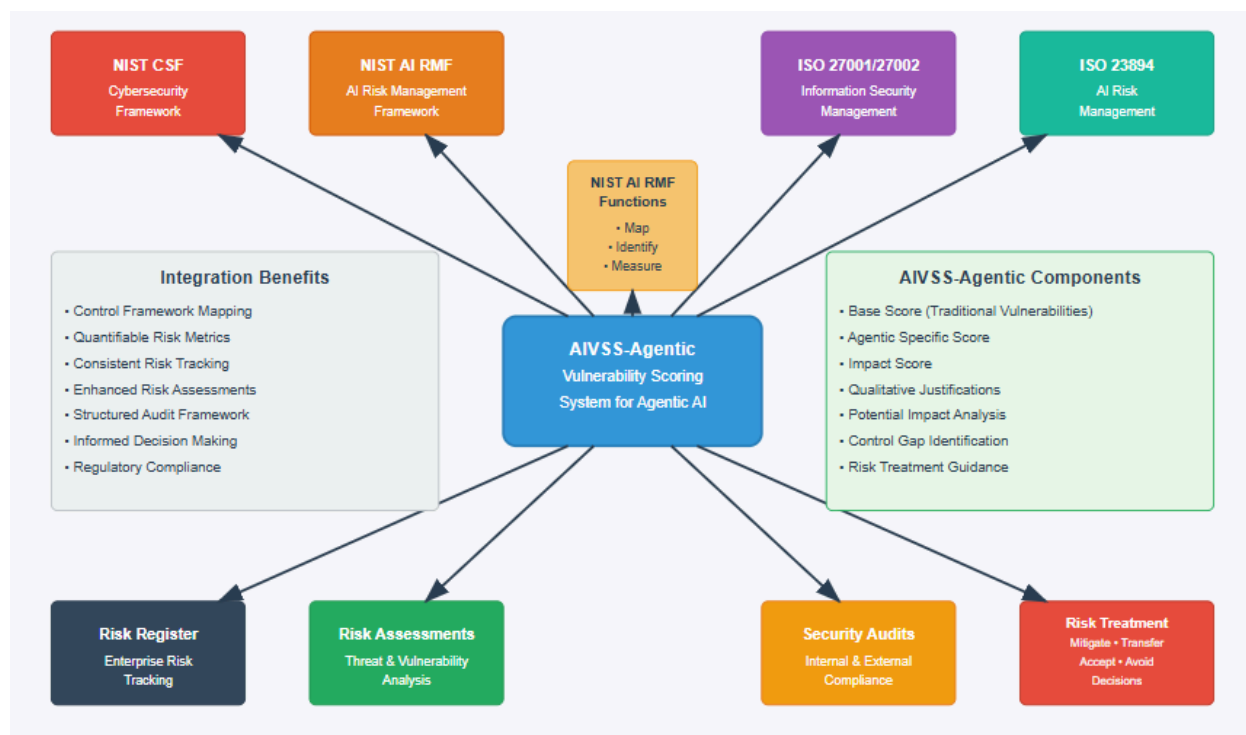 NIST CSF
Cybersecurity
Framework
NIST AI RMF
AI Risk Management
Framework
ISO 27001/27002
Information Security
Management
ISO 23894
AI Risk
Management
NIST AI RMF
Functions
• Map
• Identify
• Measure
Integration Benefits
• Control Framework Mapping
• Quantifiable Risk Metrics
• Consistent Risk Tracking
• Enhanced Risk Assessments
• Structured Audit Framework
• Informed Decision Making
• Regulatory Compliance
AIVSS-Agentic
Vulnerability Scoring
System for Agentic AI
AIVSS-Agentic Components
• Base Score (Traditional Vulnerabilities)
• Agentic Specific Score
• Impact Score
• Qualitative Justifications
• Potential Impact Analysis
• Control Gap Identification
• Risk Treatment Guidance
Risk Register
Enterprise Risk
Tracking
Risk Assessments
Threat & Vulnerability
Analysis
Security Audits
Internal & External
Compliance
Risk Treatment
Mitigate • Transfer
Accept • Avoid
Decisions